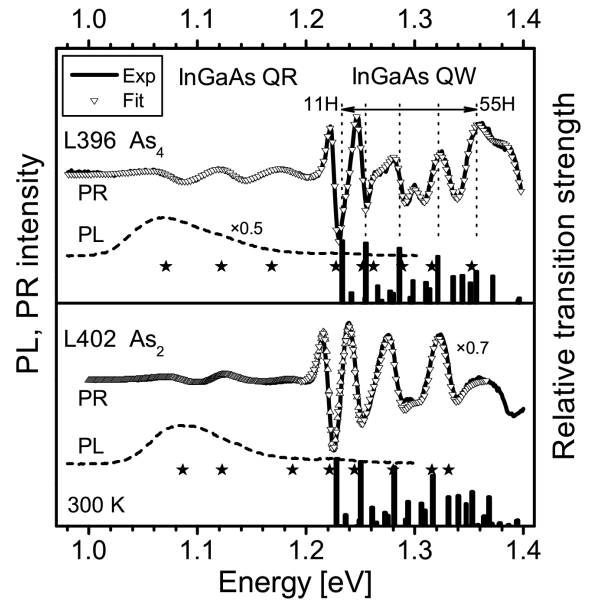 1.0 1.1 1.2 1.3 1.4
Exp
Fit
InGaAs QR
InGaAs QW
11H
55H
L396 As4
PR
PL
×0.5
L402 As2
×0.7
PR
PL
300 K
1.0 1.1 1.2 1.3 1.4
Energy [eV]
PL, PR intensity
Relative transition strength